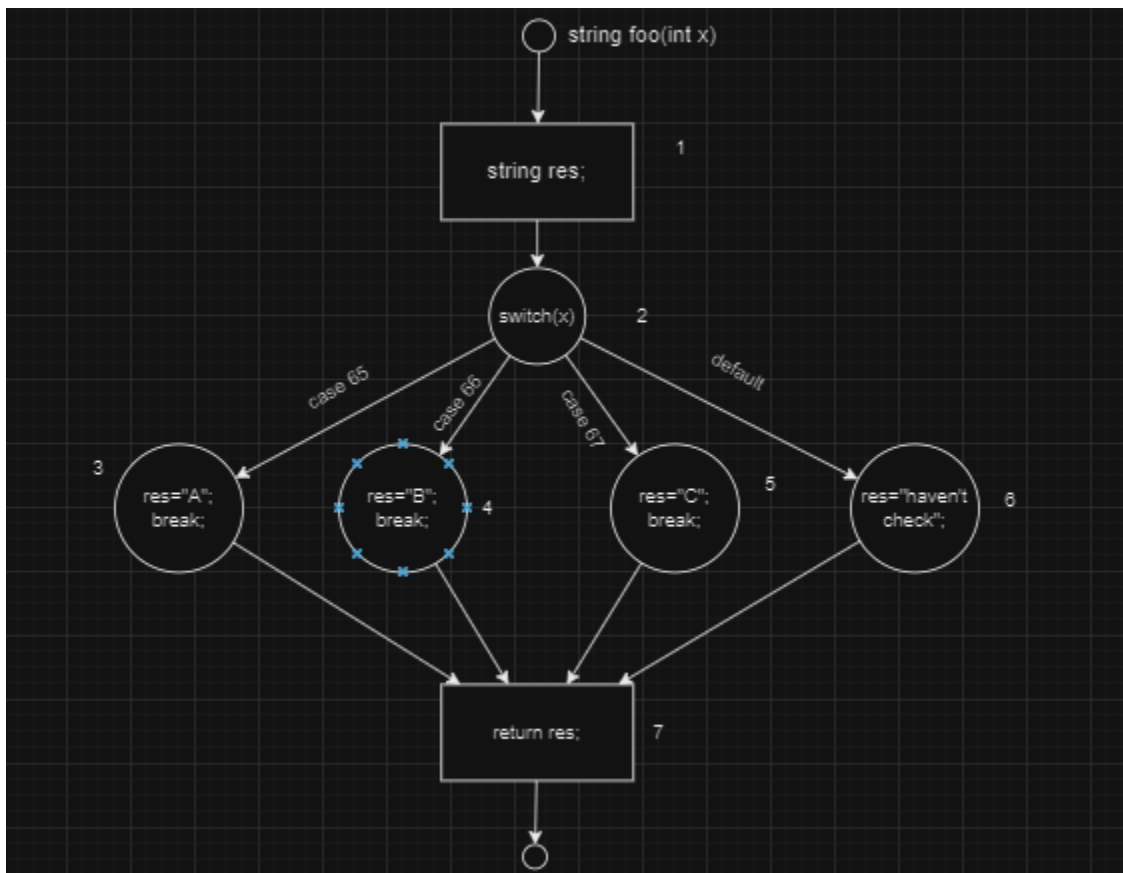 string foo(int x)
string res;
1
switch(x)
2
case 65
case 66
case 67
default
3
res="A";
break;
res="B";
break;
4
res="C";
break;
5
res="haven't
check";
6
return res;
7